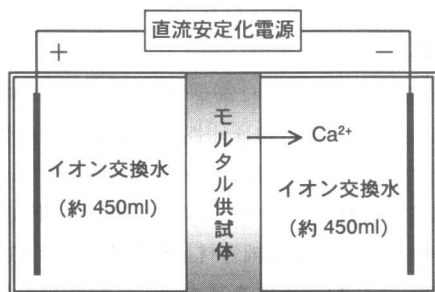 直流安定化電源
+
−
イオン交換水
(約 450ml)
モルタル供試体
Ca²⁺
イオン交換水
(約 450ml)